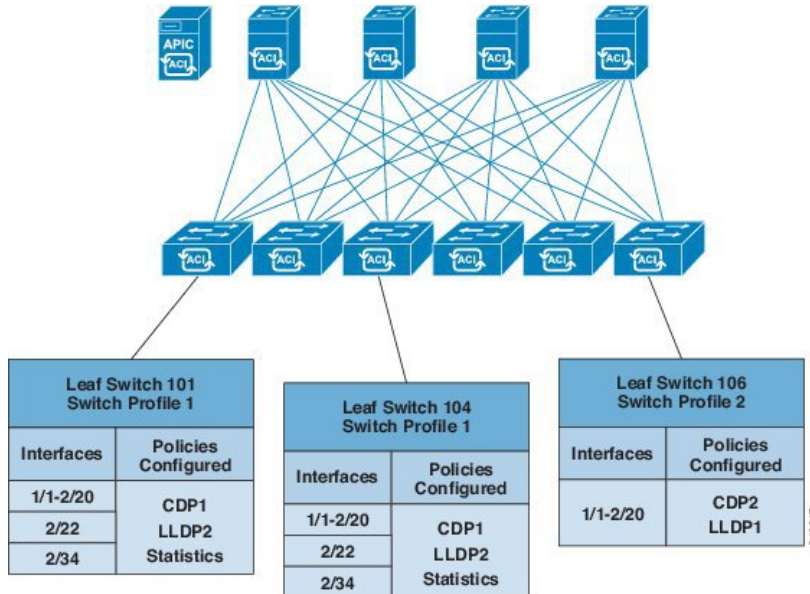 APIC
ACI
ACI
ACI
ACI
ACI
ACI
ACI
ACI
ACI
ACI
ACI
Leaf Switch 101
Switch Profile 1
Interfaces
Policies
Configured
1/1-2/20
2/22
2/34
CDP1
LLDP2
Statistics
Leaf Switch 104
Switch Profile 1
Interfaces
Policies
Configured
1/1-2/20
2/22
2/34
CDP1
LLDP2
Statistics
Leaf Switch 106
Switch Profile 2
Interfaces
Policies
Configured
1/1-2/20
CDP2
LLDP1